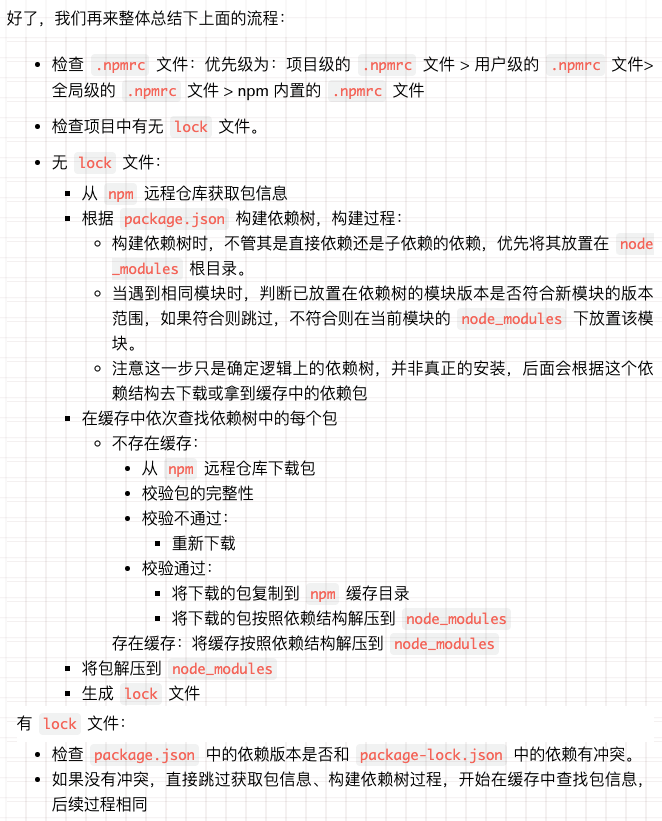 好了，我们再来整体总结下上面的流程：
检查 .npmrc 文件：优先级为：项目级的 .npmrc 文件 > 用户级的 .npmrc 文件>
全局级的 .npmrc 文件 > npm 内置的 .npmrc 文件
检查项目中有无 lock 文件。
无 lock 文件：
从 npm 远程仓库获取包信息
根据 package.json 构建依赖树，构建过程：
构建依赖树时，不管其是直接依赖还是子依赖的依赖，优先将其放置在 node
_modules 根目录。
当遇到相同模块时，判断已放置在依赖树的模块版本是否符合新模块的版本
范围，如果符合则跳过，不符合则在当前模块的 node_modules 下放置该模
块。
注意这一步只是确定逻辑上的依赖树，并非真正的安装，后面会根据这个依
赖结构去下载或拿到缓存中的依赖包
在缓存中依次查找依赖树中的每个包
不存在缓存：
从 npm 远程仓库下载包
校验包的完整性
校验不通过：
重新下载
校验通过：
将下载的包复制到 npm 缓存目录
将下载的包按照依赖结构解压到 node_modules
存在缓存：将缓存按照依赖结构解压到 node_modules
将包解压到 node_modules
生成 lock 文件
有 lock 文件：
检查 package.json 中的依赖版本是否和 package-lock.json 中的依赖有冲突。
如果没有冲突，直接跳过获取包信息、构建依赖树过程，开始在缓存中查找包信息，
后续过程相同